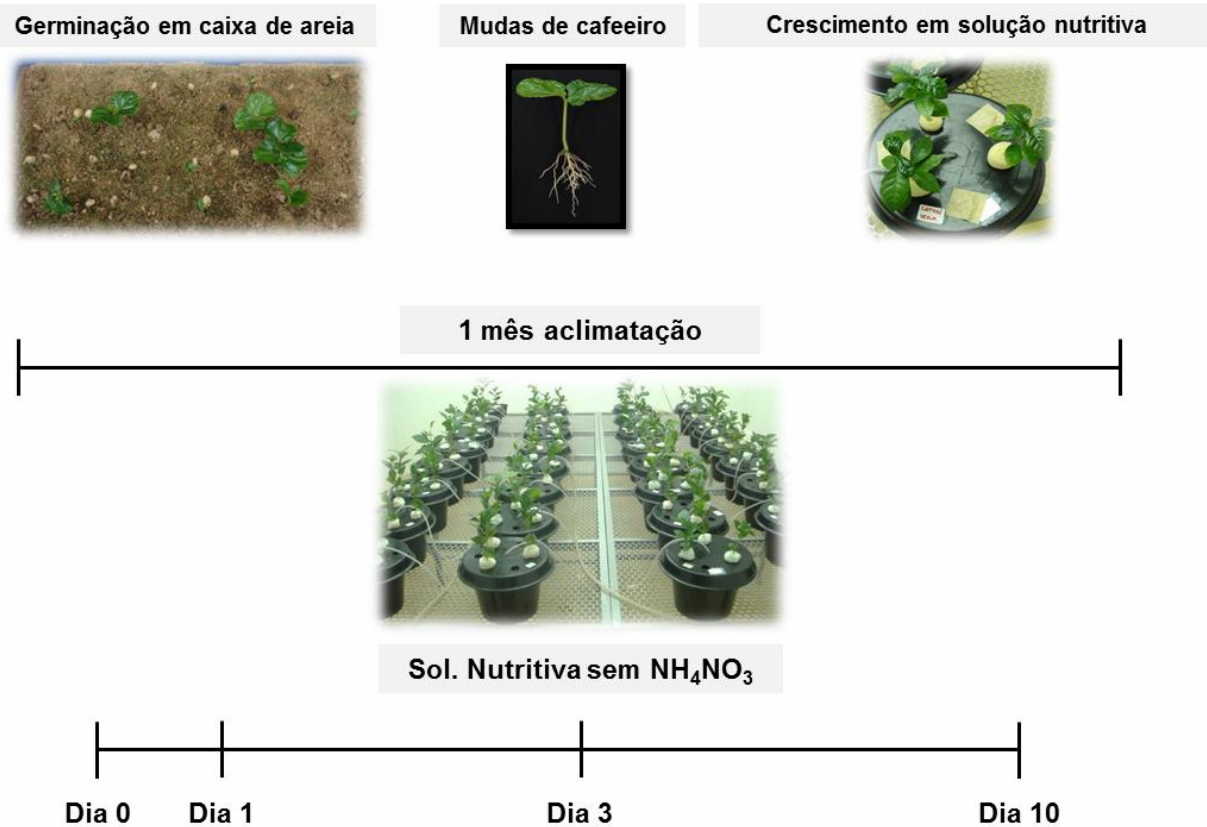 Germinação em caixa de areia
Mudas de cafeeiro
Crescimento em solução nutritiva
1 mês aclimatação
Sol. Nutritiva sem NH₄NO₃
Dia 0
Dia 1
Dia 3
Dia 10